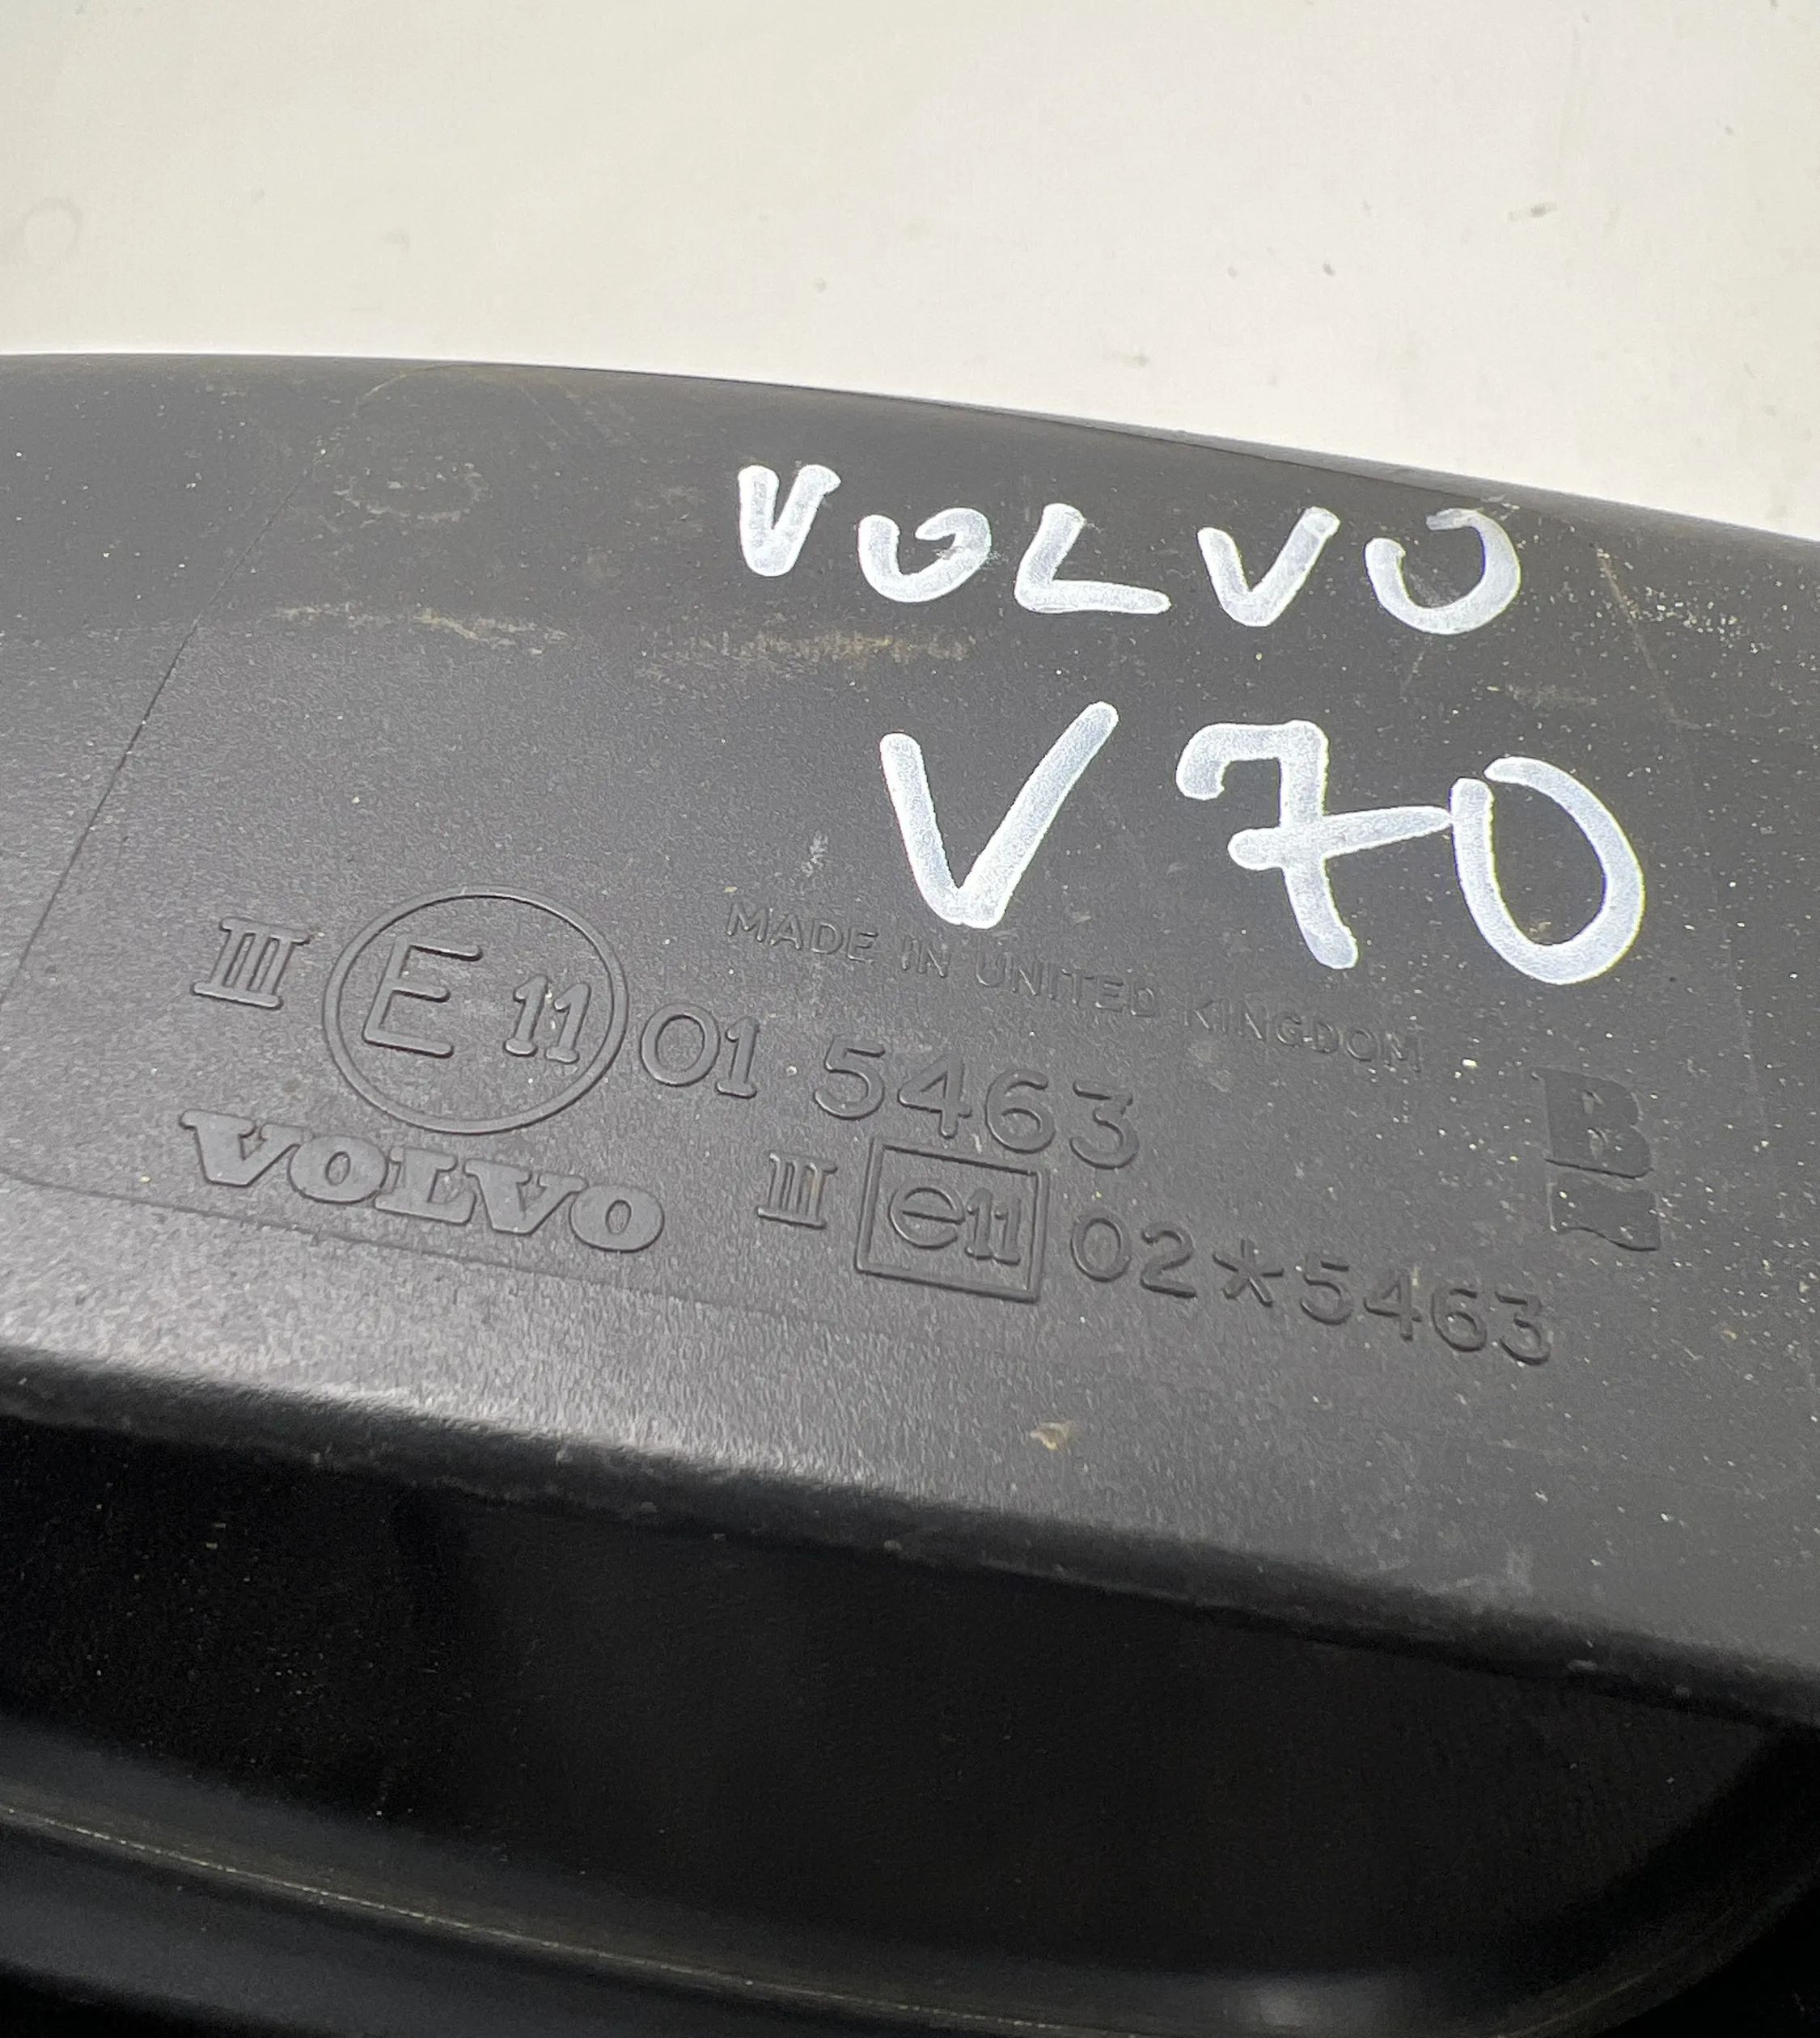 VOLVO
V70
MADE IN UNITED KINGDOM
III E 11 01 5463
VOLVO
III e11 02*5463
B